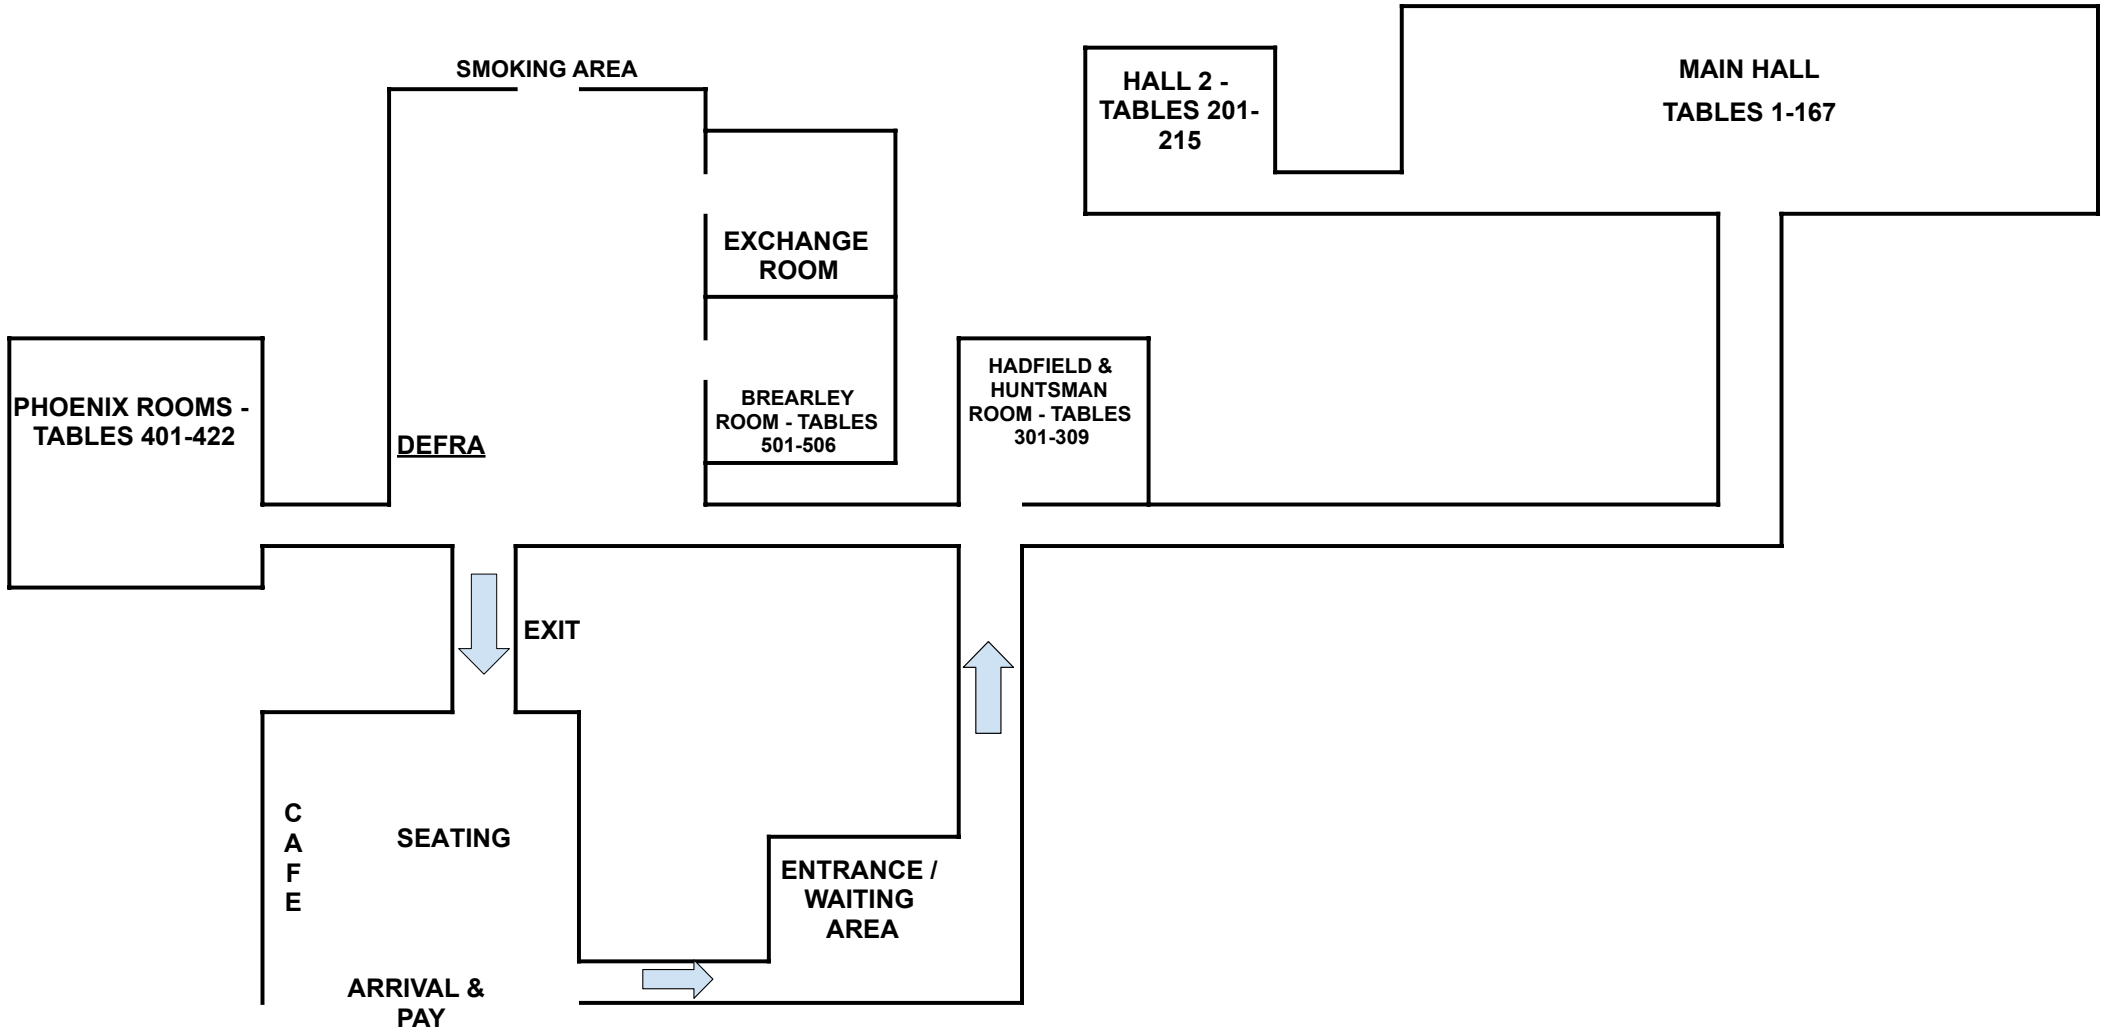 SMOKING AREA
HALL 2 -
TABLES 201-
215
MAIN HALL
TABLES 1-167
EXCHANGE
ROOM
PHOENIX ROOMS -
TABLES 401-422
DEFRA
BREARLEY
ROOM - TABLES
501-506
HADFIELD &
HUNTSMAN
ROOM - TABLES
301-309
EXIT
C
A
F
E
SEATING
ENTRANCE /
WAITING
AREA
ARRIVAL &
PAY